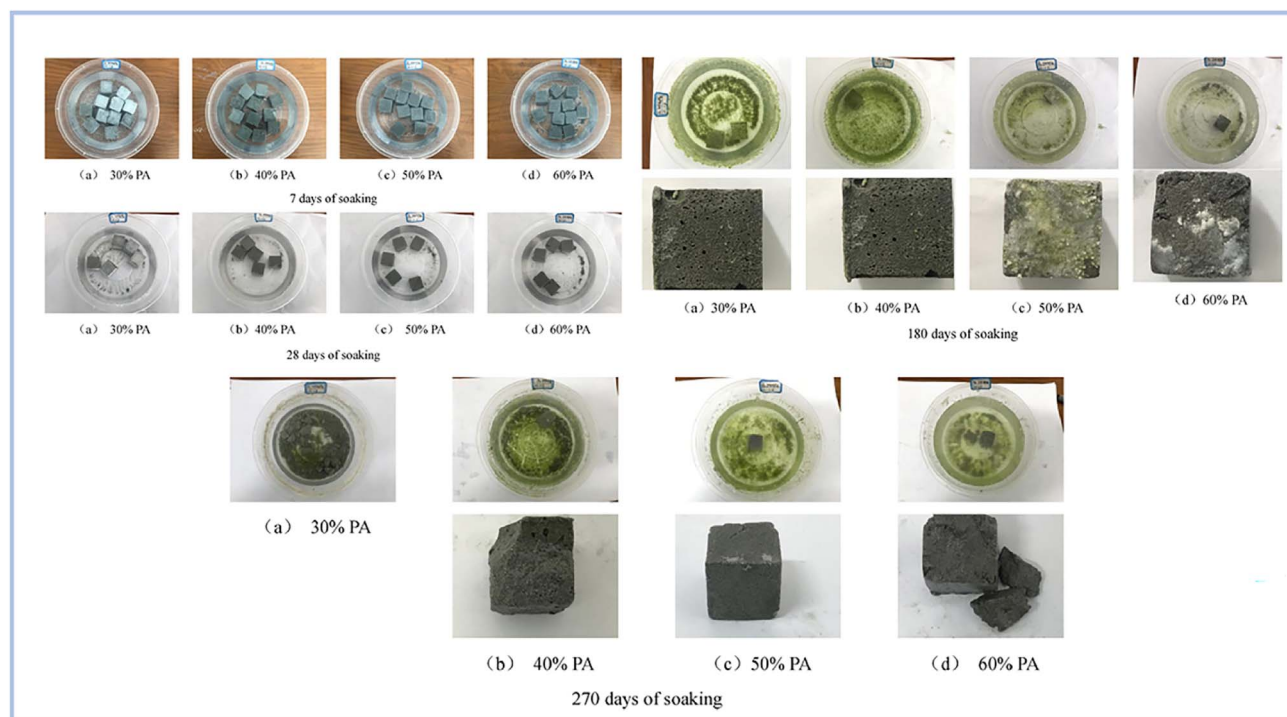 （a） 30% PA
（b）40% PA
（c）50% PA
（d）60% PA
7 days of soaking
（a） 30% PA
（b）40% PA
（c）50% PA
（d）60% PA
28 days of soaking
（a）30% PA
（b）40% PA
（c）50% PA
（d）60% PA
180 days of soaking
（a） 30% PA
（b） 40% PA
（c）50% PA
（d） 60% PA
270 days of soaking